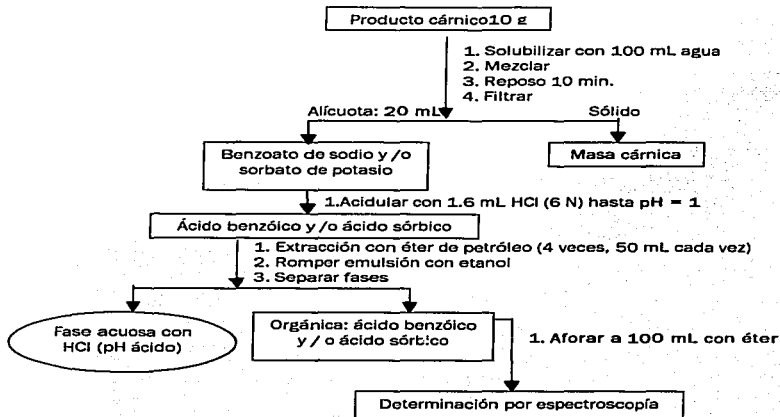 Producto cárnico10 g
1. Solubilizar con 100 mL agua
2. Mezclar
3. Reposo 10 min.
4. Filtrar
Alícuota: 20 mL
Sólido
Benzoato de sodio y /o
sorbato de potasio
Masa cárnica
1.Acidular con 1.6 mL HCl (6 N) hasta pH = 1
Ácido benzóico y /o ácido sórbico
1. Extracción con éter de petróleo (4 veces, 50 mL cada vez)
2. Romper emulsión con etanol
3. Separar fases
Fase acuosa con
HCl (pH ácido)
Orgánica: ácido benzóico
y / o ácido sórbico
1. Aforar a 100 mL con éter
Determinación por espectroscopía